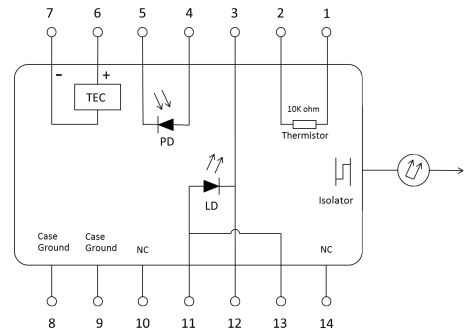 7 6 5 4 3 2 1
- +
TEC
10K ohm
Thermistor
PD
LD
Isolator
Case
Ground
Case
Ground
NC
NC
8 9 10 11 12 13 14